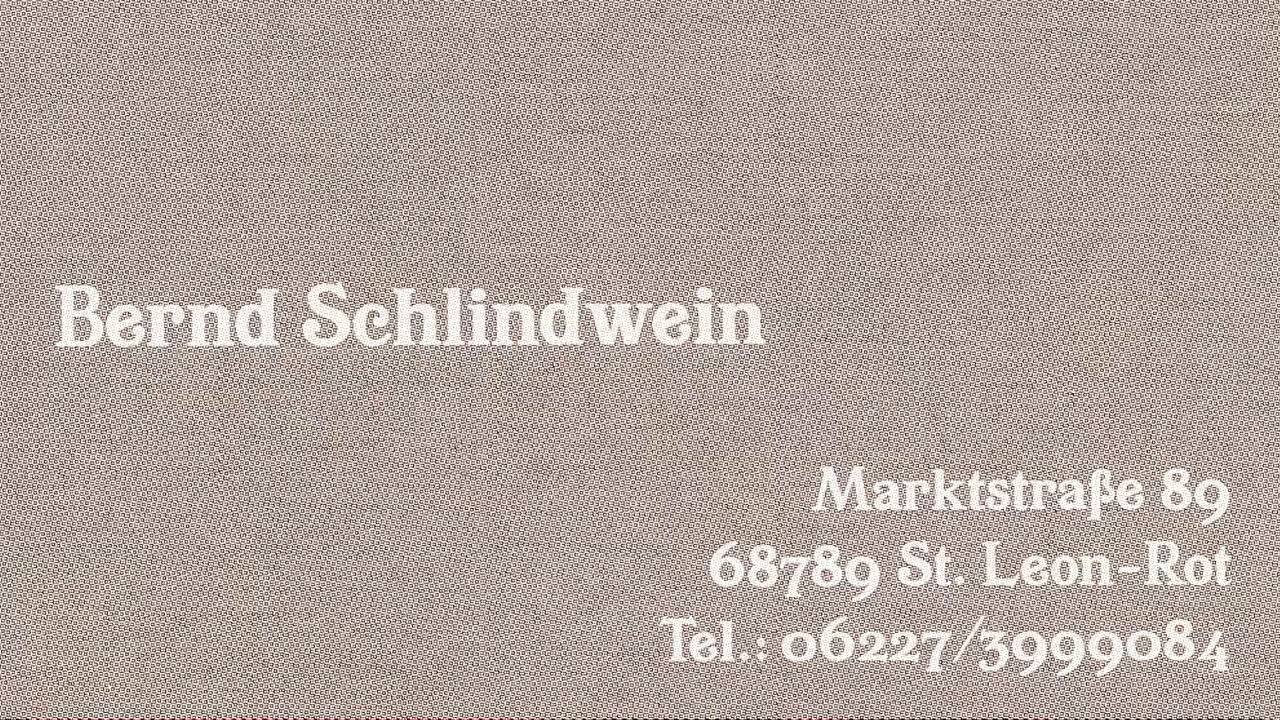 Bernd Schlindwein
Marktstraße 89
68789 St. Leon-Rot
Tel.: 06227/3999084